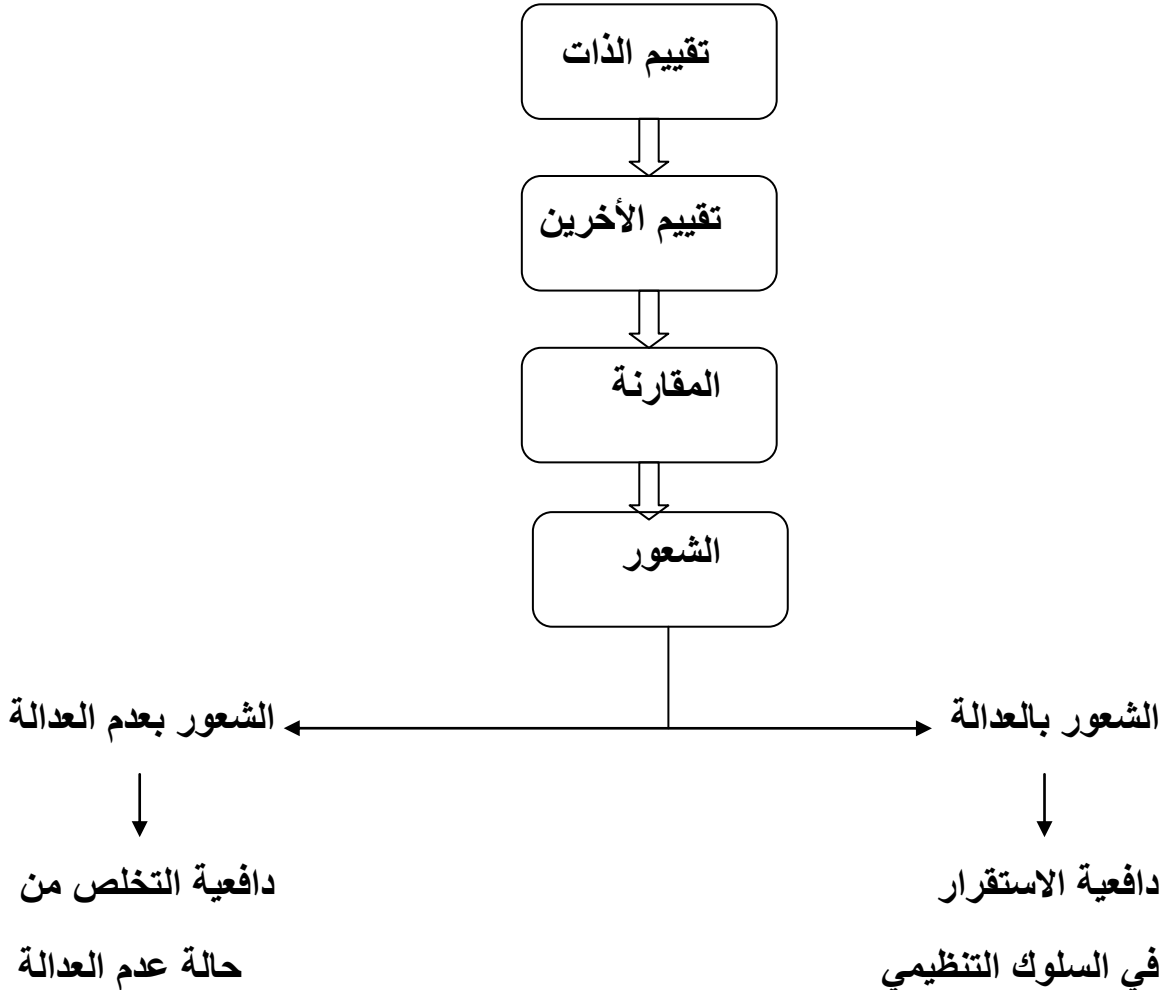 تقييم الذات
تقييم الأخرين
المقارنة
الشعور
الشعور بالعدالة
الشعور بعدم العدالة
دافعية الاستقرار
في السلوك التنظيمي
دافعية التخلص من
حالة عدم العدالة